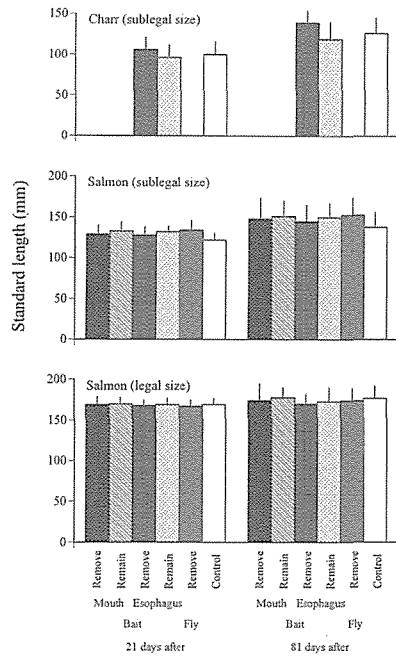 Charr (sublegal size)
150
100
50
0
Salmon (sublegal size)
200
150
100
50
0
Standard length (mm)
Salmon (legal size)
200
150
100
50
0
Remove Remain Remove Remain Remove Control Remove Remain Remove Remain Remove Control
Mouth Esophagus Mouth Esophagus
Bait Fly Bait Fly
21 days after 81 days after